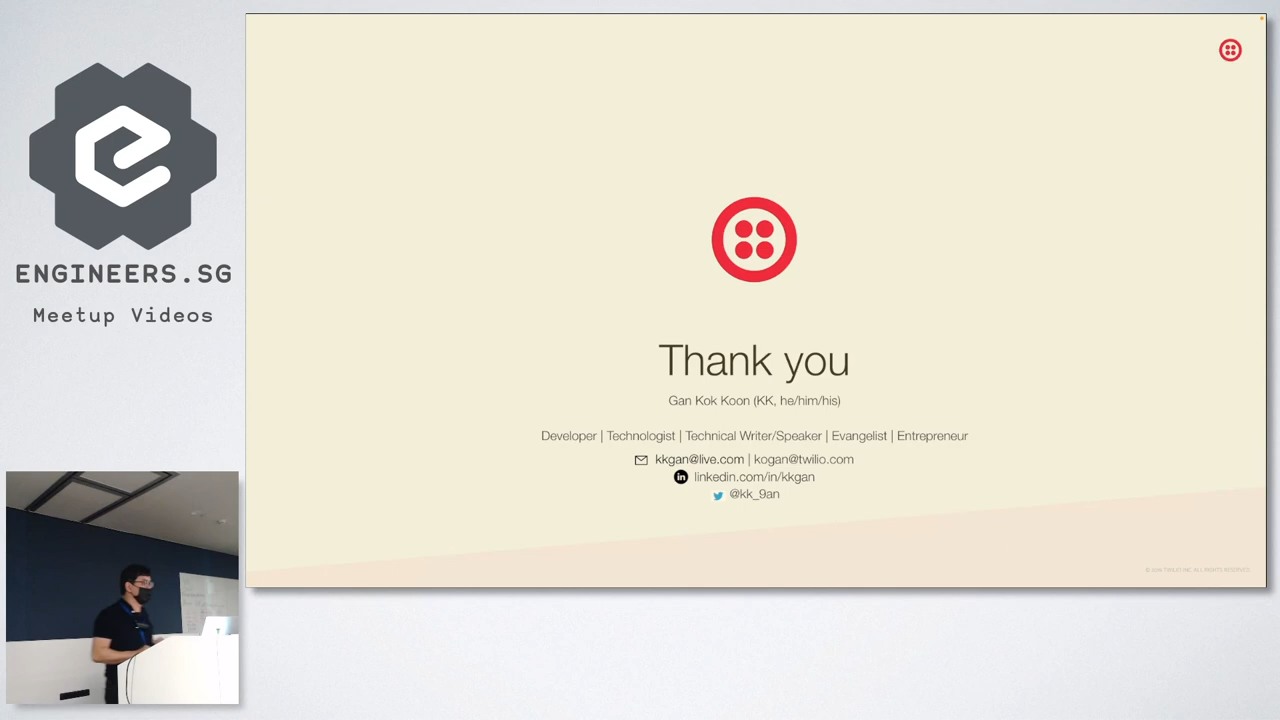 ENGINEERS.SG
Meetup Videos
Thank you
Gan Kok Koon (KK, he/him/his)
Developer | Technologist | Technical Writer/Speaker | Evangelist | Entrepreneur
kkgan@live.com | kogan@twilio.com
linkedin.com/in/kkgan
@kk_9an